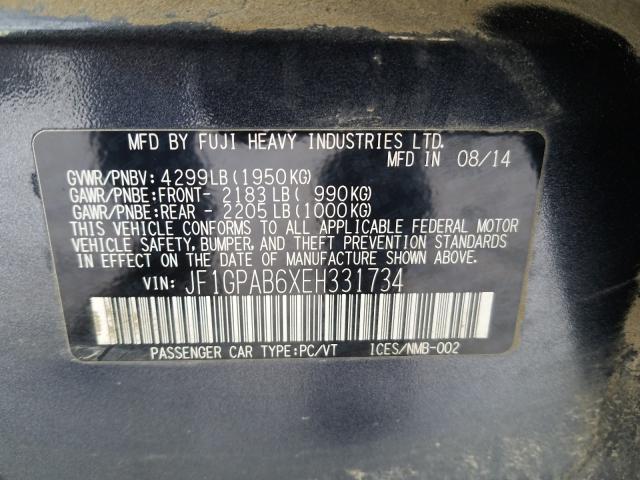 MFD BY FUJI HEAVY INDUSTRIES LTD.
MFD IN 08/14
GVWR/PNBV: 4299LB (1950KG)
GAWR/PNBE:FRONT- 2183 LB ( 990KG)
GAWR/PNBE:REAR - 2205 LB (1000KG)
THIS VEHICLE CONFORMS TO ALL APPLICABLE FEDERAL MOTOR
VEHICLE SAFETY, BUMPER, AND THEFT PREVENTION STANDARDS
IN EFFECT ON THE DATE OF MANUFACTURE SHOWN ABOVE.
VIN: JF1GPAB6XEH331734
PASSENGER CAR TYPE:PC/VT ICES/NMB-002